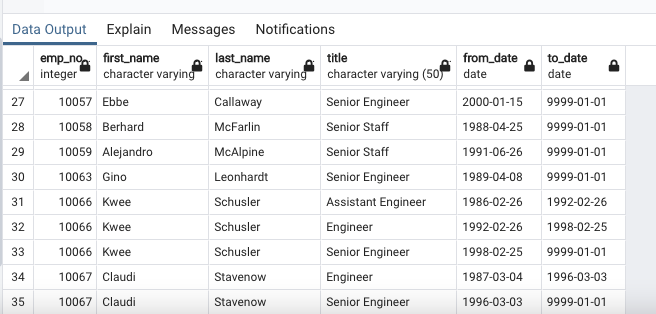 Data Output Explain Messages Notifications
emp_no first_name last_name title from_date to_date
integer character varying character varying character varying (50) date date
27 10057 Ebbe Callaway Senior Engineer 2000-01-15 9999-01-01
28 10058 Berhard McFarlin Senior Staff 1988-04-25 9999-01-01
29 10059 Alejandro McAlpine Senior Staff 1991-06-26 9999-01-01
30 10063 Gino Leonhardt Senior Engineer 1989-04-08 9999-01-01
31 10066 Kwee Schusler Assistant Engineer 1986-02-26 1992-02-26
32 10066 Kwee Schusler Engineer 1992-02-26 1998-02-25
33 10066 Kwee Schusler Senior Engineer 1998-02-25 9999-01-01
34 10067 Claudi Stavenow Engineer 1987-03-04 1996-03-03
35 10067 Claudi Stavenow Senior Engineer 1996-03-03 9999-01-01